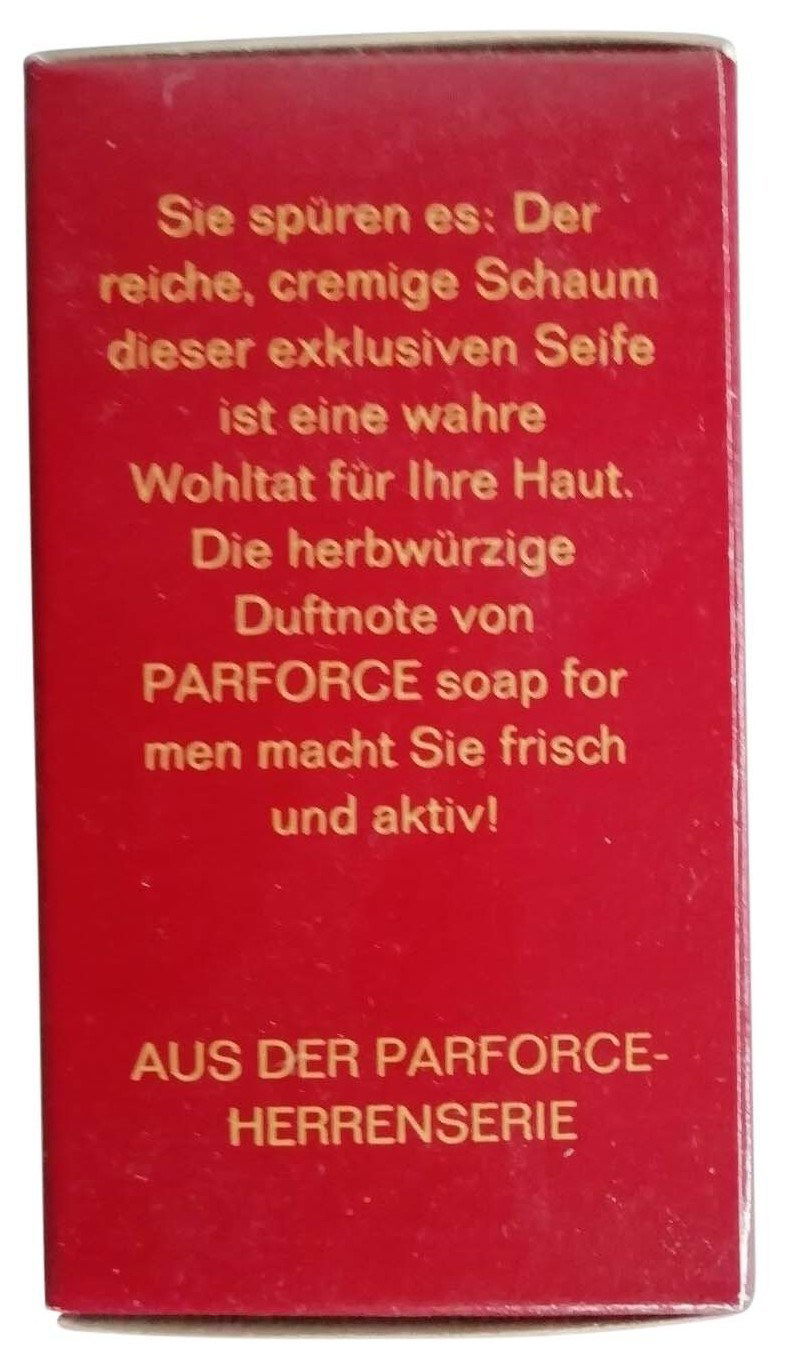 Sie spüren es: Der
reiche, cremige Schaum
dieser exklusiven Seife
ist eine wahre
Wohltat für Ihre Haut.
Die herbwürzige
Duftnote von
PARFORCE soap for
men macht Sie frisch
und aktiv!
AUS DER PARFORCE-
HERRENSERIE